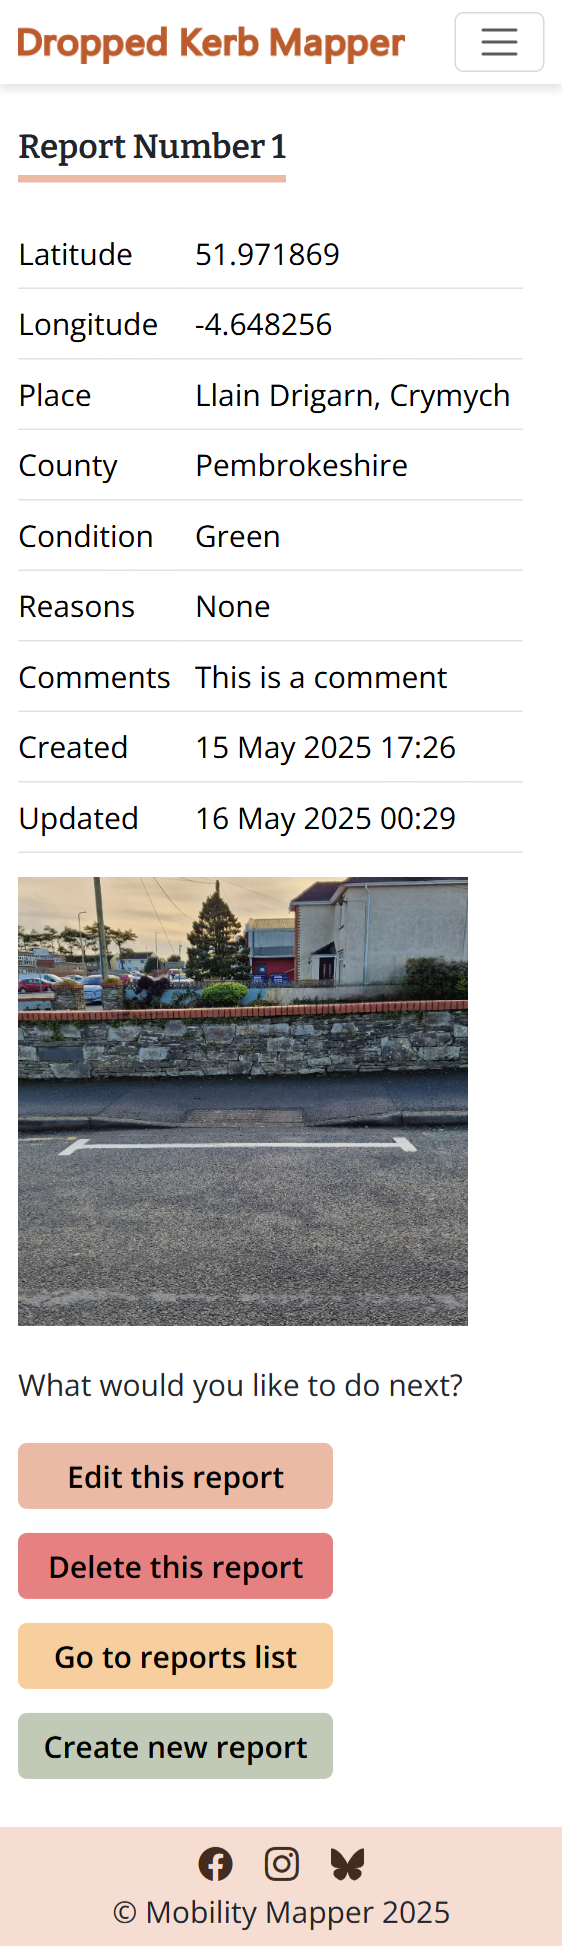 Dropped Kerb Mapper
Report Number 1
Latitude 51.971869
Longitude -4.648256
Place Llain Drigarn, Crymych
County Pembrokeshire
Condition Green
Reasons None
Comments This is a comment
Created 15 May 2025 17:26
Updated 16 May 2025 00:29
What would you like to do next?
Edit this report
Delete this report
Go to reports list
Create new report
© Mobility Mapper 2025